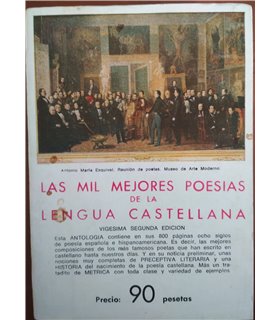 Antonio María Esquivel, Reunión de poetas. Museo de Arte Moderno
LAS MIL MEJORES POESIAS
DE LA
LENGUA CASTELLANA
VIGESIMA SEGUNDA EDICION
Esta ANTOLOGIA contiene en sus 800 páginas ocho siglos
de poesía española e hispanoamericana. Es decir, las mejores
composiciones de los más famosos poetas que han escrito en
castellano hasta nuestros días. Y en su noticia preliminar, unas
nociones muy completas de PRECEPTIVA LITERARIA y una
HISTORIA del nacimiento de la poesía castellana. Más un tra-
tadito de METRICA con toda clase y variedad de ejemplos
Precio: 90 pesetas